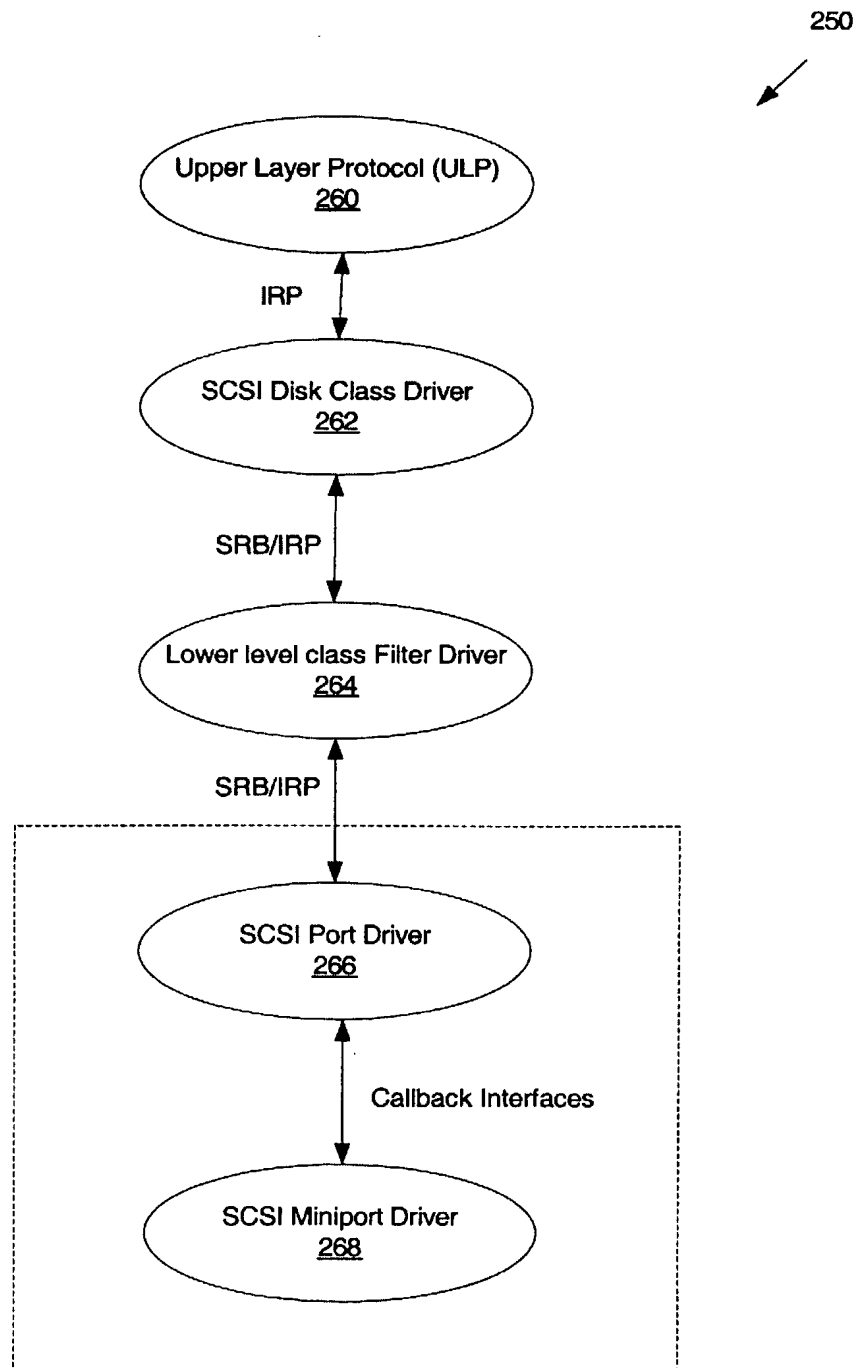 250
Upper Layer Protocol (ULP)
260
IRP
SCSI Disk Class Driver
262
SRB/IRP
Lower level class Filter Driver
264
SRB/IRP
SCSI Port Driver
266
Callback Interfaces
SCSI Miniport Driver
268